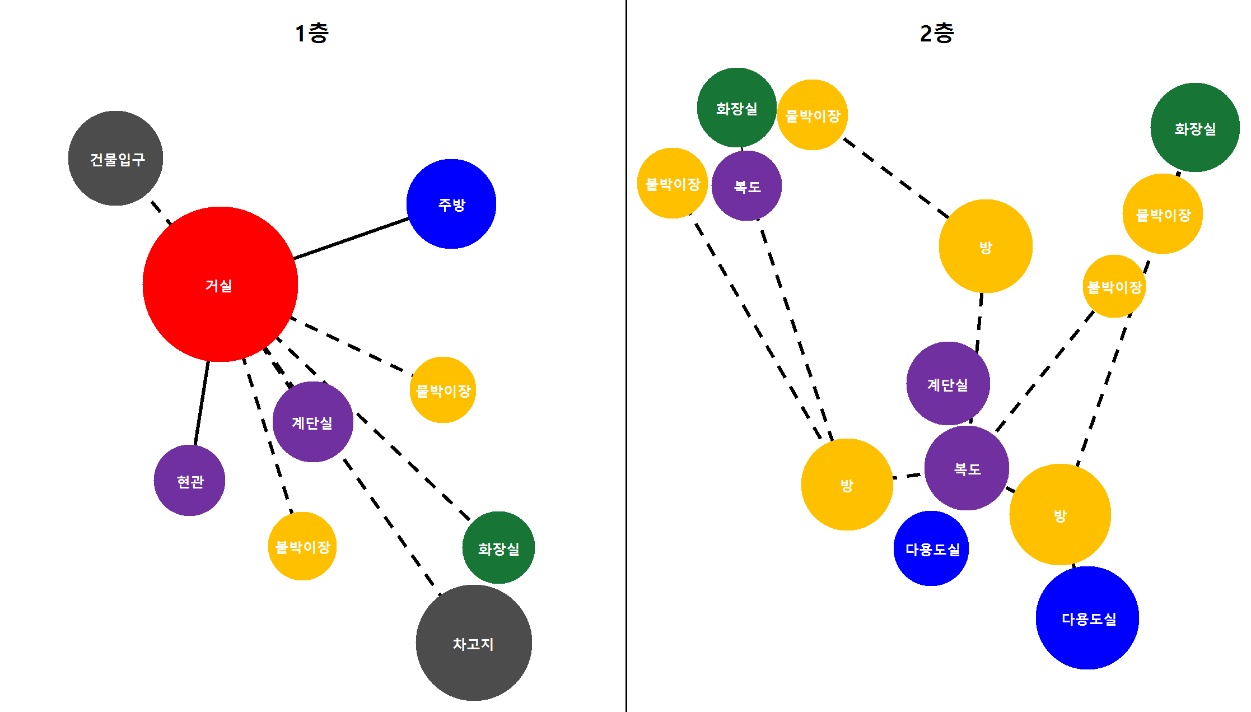 1층
건물입구
주방
거실
붙박이장
계단실
현관
붙박이장
화장실
차고지
2층
화장실
붙박이장
화장실
붙박이장
복도
붙박이장
방
붙박이장
계단실
복도
방
방
다용도실
다용도실